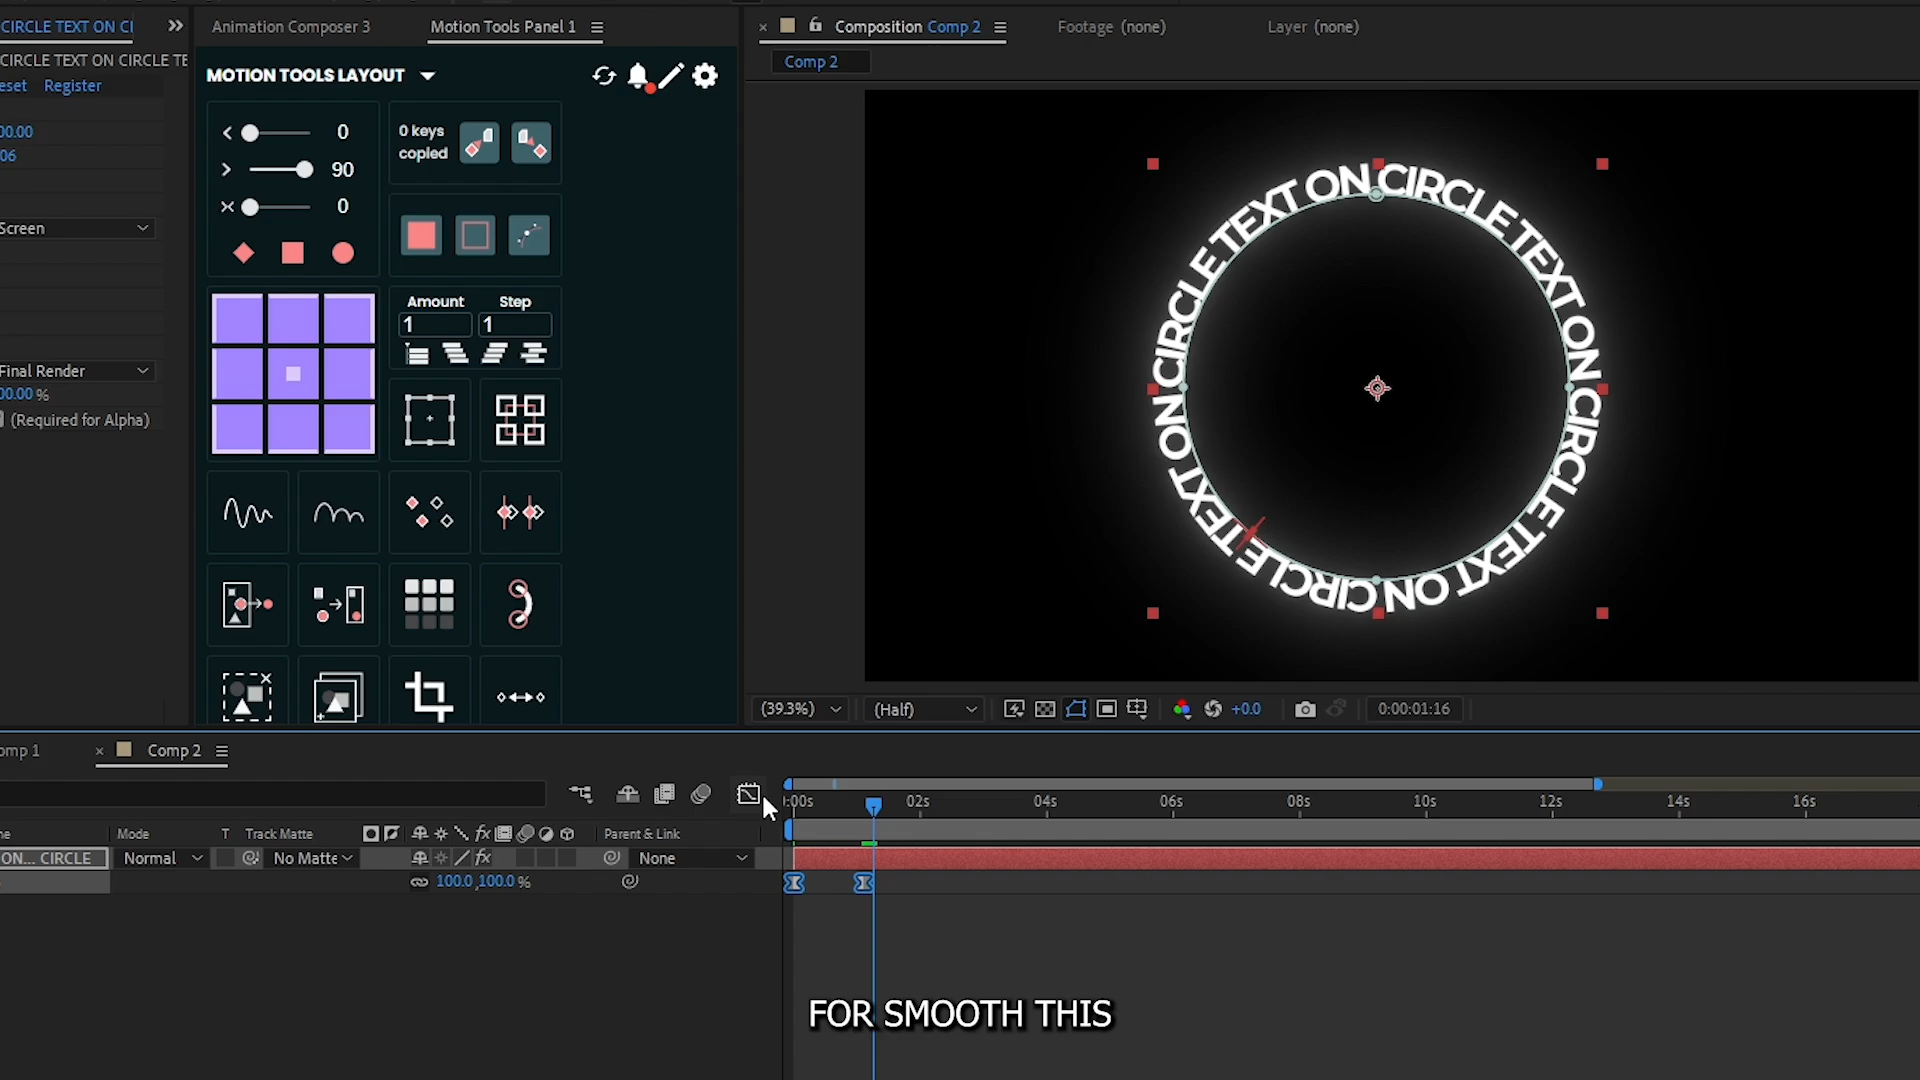 CIRCLE TEXT ON CI
Animation Composer 3
Motion Tools Panel 1
Composition Comp 2
Footage (none)
Layer (none)
CIRCLE TEXT ON CIRCLE TE
Comp 2
eset Register
MOTION TOOLS LAYOUT
00.00
06
< 0
> 90
0
0 keys
copied
Screen
Amount Step
1 1
Final Render
00.00 %
(Required for Alpha)
CIRCLE TEXT ON CIRCLE TEXT ON CIRCLE TEXT ON CIRCLE TEXT ON
(39.3%) (Half) +0.0 0:00:01:16
omp 1
× Comp 2
:00s 02s 04s 06s 08s 10s 12s 14s 16s
ne Mode T Track Matte fx Parent & Link
ON... CIRCLE Normal No Matte fx None
100.0,100.0 %
FOR SMOOTH THIS